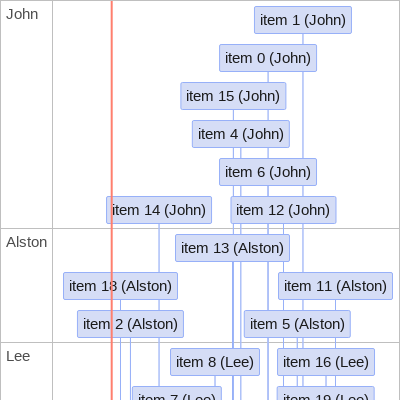 John
item 1 (John)
item 0 (John)
item 15 (John)
item 4 (John)
item 6 (John)
item 14 (John) item 12 (John)
Alston
item 13 (Alston)
item 18 (Alston) item 11 (Alston)
item 2 (Alston) item 5 (Alston)
Lee
item 8 (Lee) item 16 (Lee)
item 7 (Lee) item 19 (Lee)